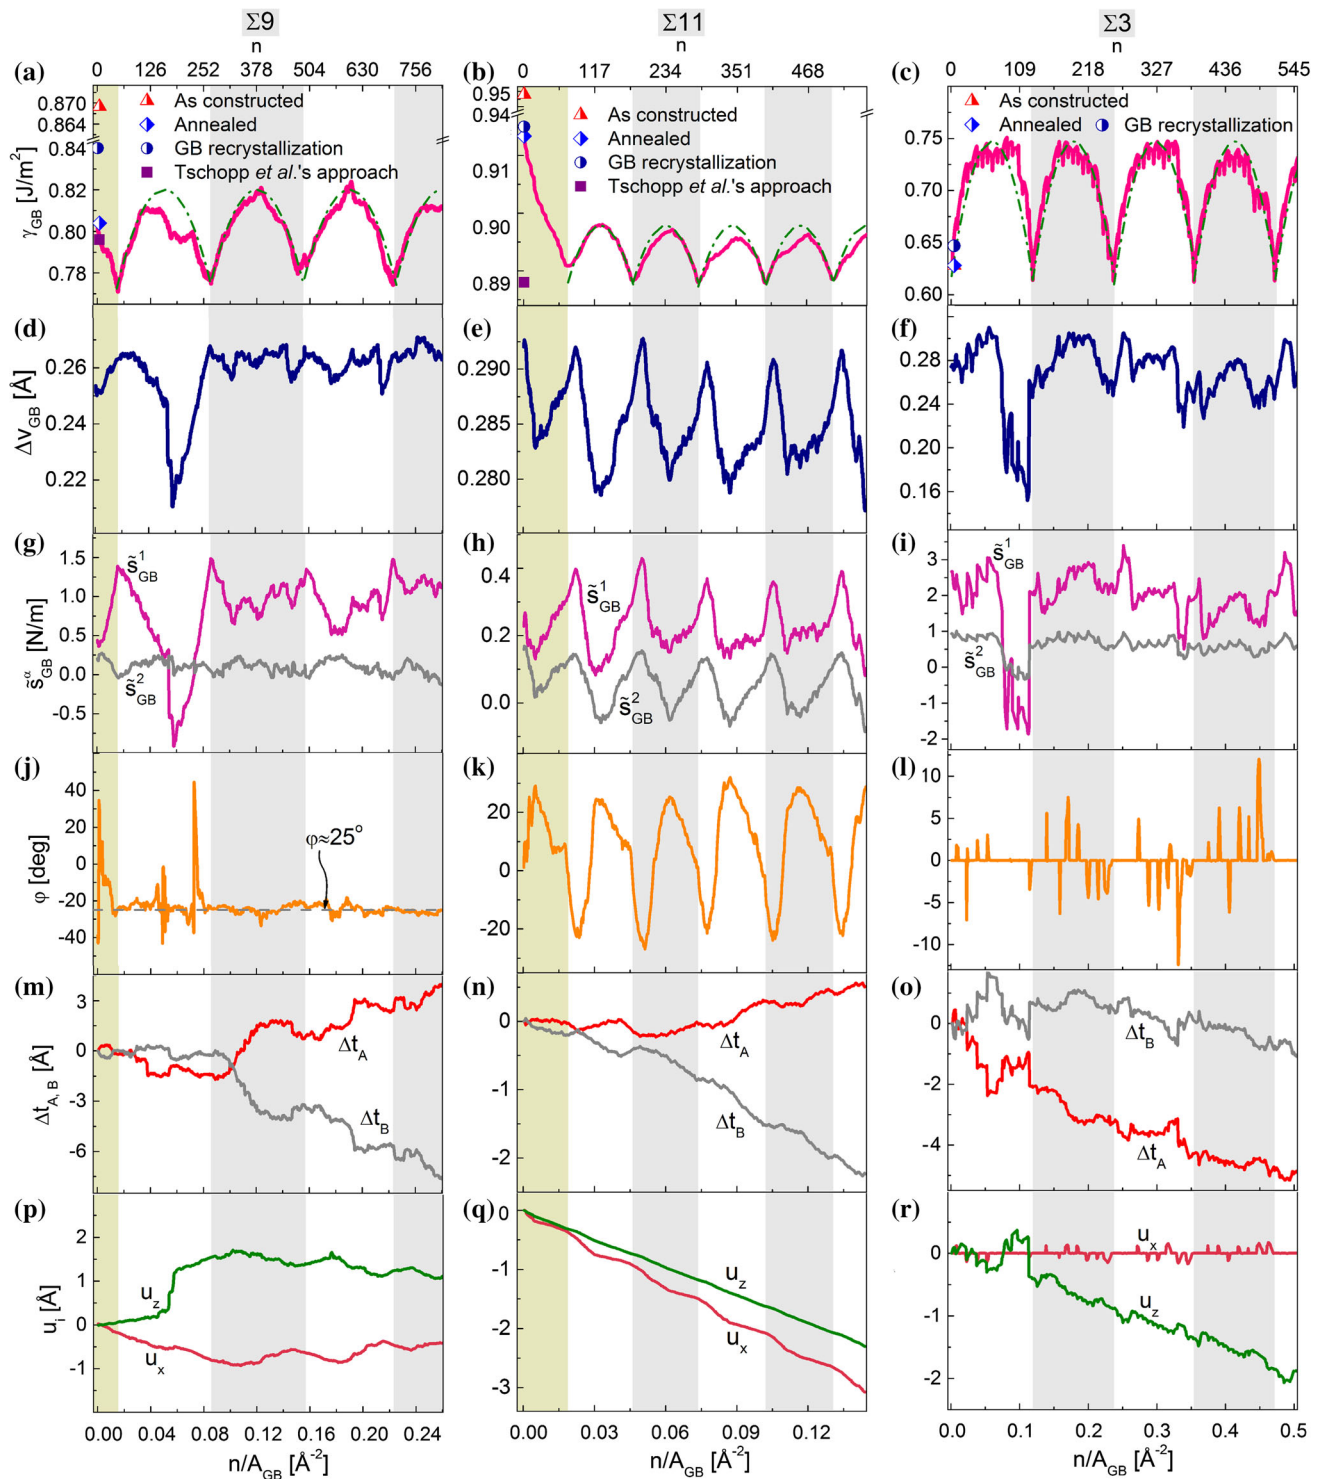 Σ9
n
0 126 252 378 504 630 756
(a)
0.870
0.864
0.84
0.82
0.80
0.78
γGB [J/m²]
As constructed
Annealed
GB recrystallization
Tschopp et al.'s approach
Σ11
n
0 117 234 351 468
(b)
0.95
0.94
0.91
0.90
0.89
As constructed
Annealed
GB recrystallization
Tschopp et al.'s approach
Σ3
n
0 109 218 327 436 545
(c)
As constructed
Annealed GB recrystallization
0.75
0.70
0.65
0.60
(d)
0.26
0.24
0.22
ΔvGB [Å]
(e)
0.290
0.285
0.280
(f)
0.28
0.24
0.20
0.16
(g)
1.5
1.0
0.5
0.0
-0.5
s̃αGB [N/m]
s̃1GB
s̃2GB
(h)
0.4
0.2
0.0
s̃1GB
s̃2GB
(i)
3
2
1
0
-1
-2
s̃1GB
s̃2GB
(j)
40
20
0
-20
-40
φ [deg]
φ≈25°
(k)
20
0
-20
(l)
10
5
0
-5
-10
(m)
3
0
-3
-6
ΔtA, B [Å]
ΔtA
ΔtB
(n)
0
-1
-2
ΔtA
ΔtB
(o)
0
-2
-4
ΔtB
ΔtA
(p)
2
1
0
-1
ui [Å]
uz
ux
0.00 0.04 0.08 0.12 0.16 0.20 0.24
n/AGB [Å⁻²]
(q)
0
-1
-2
-3
uz
ux
0.00 0.03 0.06 0.09 0.12
n/AGB [Å⁻²]
(r)
0
-1
-2
ux
uz
0.0 0.1 0.2 0.3 0.4 0.5
n/AGB [Å⁻²]